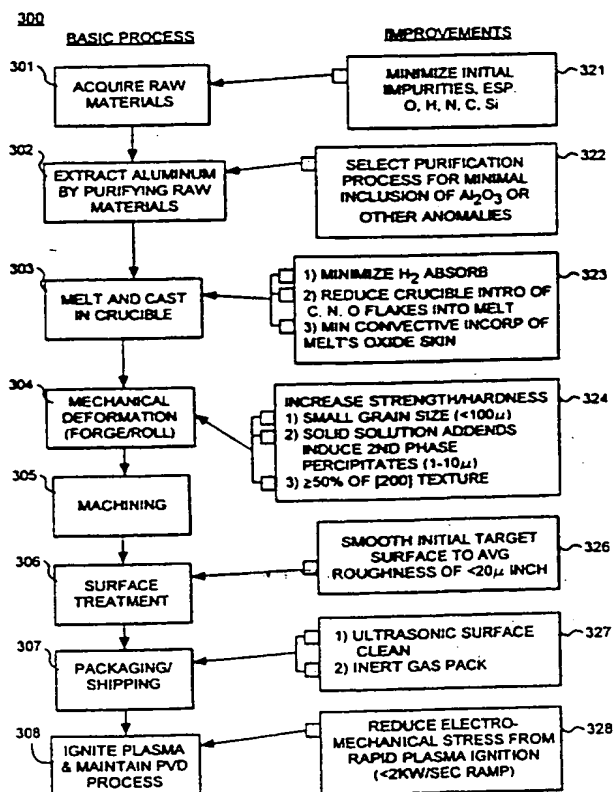 300
BASIC PROCESS
IMPROVEMENTS
301
ACQUIRE RAW
MATERIALS
MINIMIZE INITIAL
IMPURITIES, ESP.
O, H, N, C, Si
321
302
EXTRACT ALUMINUM
BY PURIFYING RAW
MATERIALS
SELECT PURIFICATION
PROCESS FOR MINIMAL
INCLUSION OF Al₂O₃ OR
OTHER ANOMALIES
322
303
MELT AND CAST
IN CRUCIBLE
1) MINIMIZE H₂ ABSORB
2) REDUCE CRUCIBLE INTRO OF
C. N. O FLAKES INTO MELT
3) MIN CONVECTIVE INCORP OF
MELT'S OXIDE SKIN
323
304
MECHANICAL
DEFORMATION
(FORGE/ROLL)
INCREASE STRENGTH/HARDNESS
1) SMALL GRAIN SIZE (<100μ)
2) SOLID SOLUTION ADDENDS
INDUCE 2ND PHASE
PERCIPITATES (1-10μ)
3) ≥50% OF [200] TEXTURE
324
305
MACHINING
306
SURFACE
TREATMENT
SMOOTH INITIAL TARGET
SURFACE TO AVG
ROUGHNESS OF <20μ INCH
326
307
PACKAGING/
SHIPPING
1) ULTRASONIC SURFACE
CLEAN
2) INERT GAS PACK
327
308
IGNITE PLASMA
& MAINTAIN PVD
PROCESS
REDUCE ELECTRO-
MECHANICAL STRESS FROM
RAPID PLASMA IGNITION
(<2KW/SEC RAMP)
328